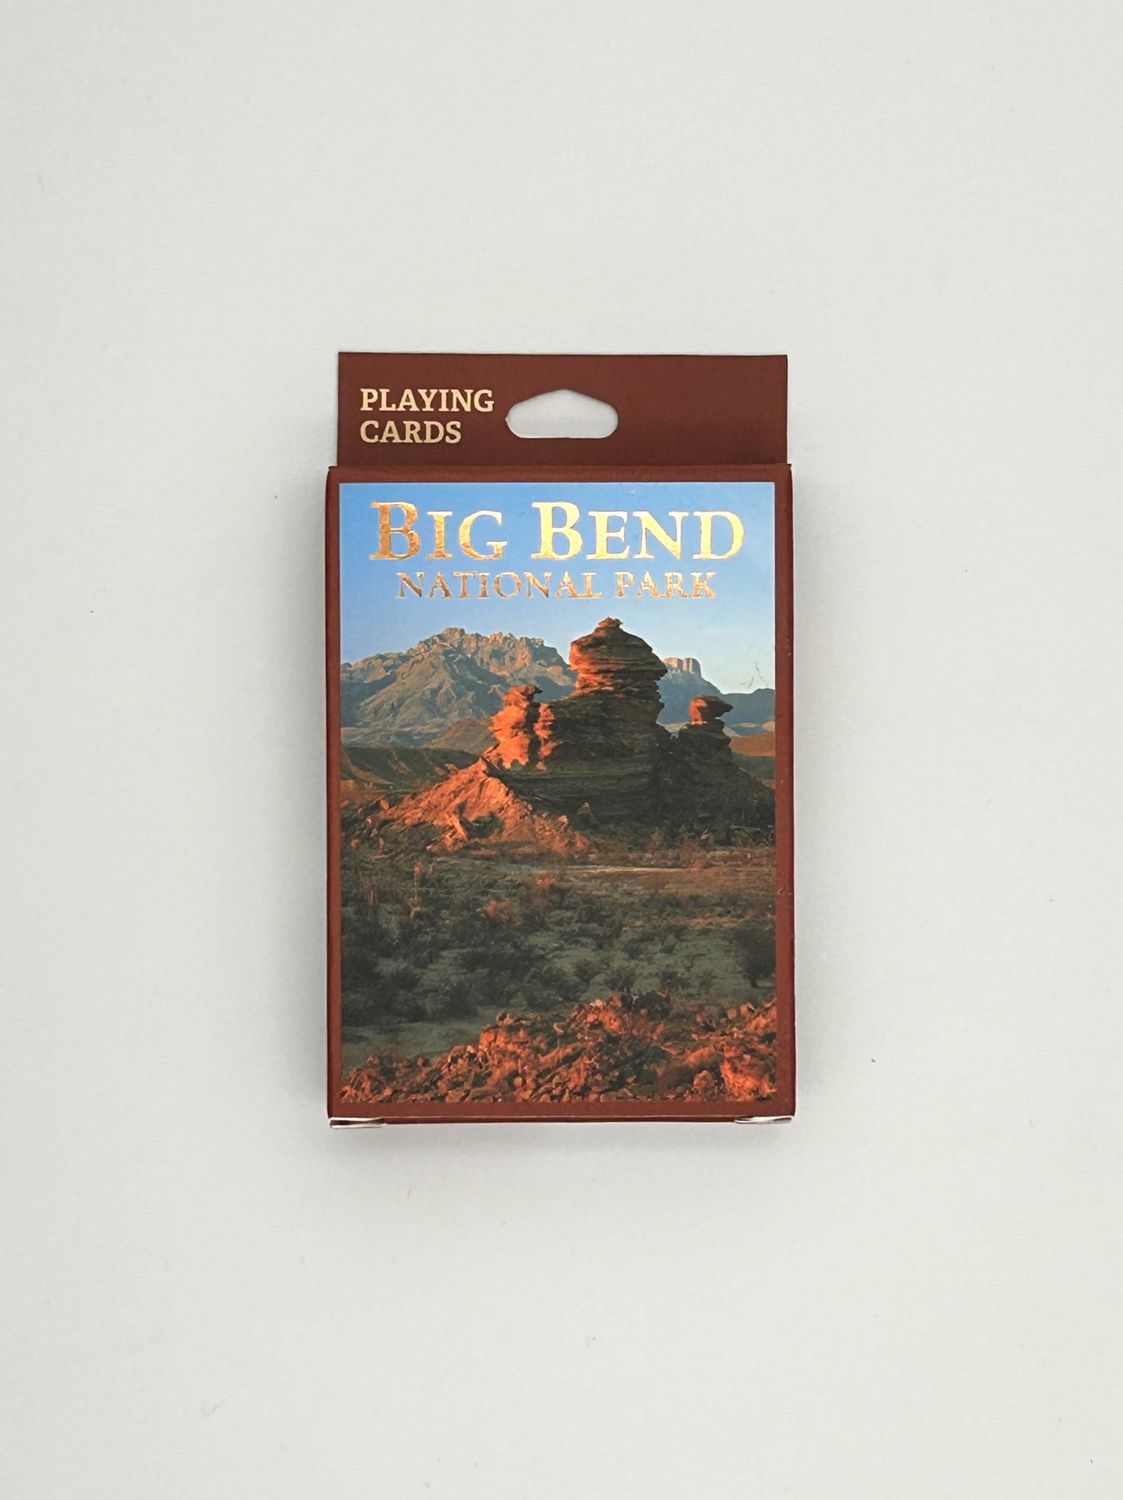 PLAYING
CARDS
BIG BEND
NATIONAL PARK